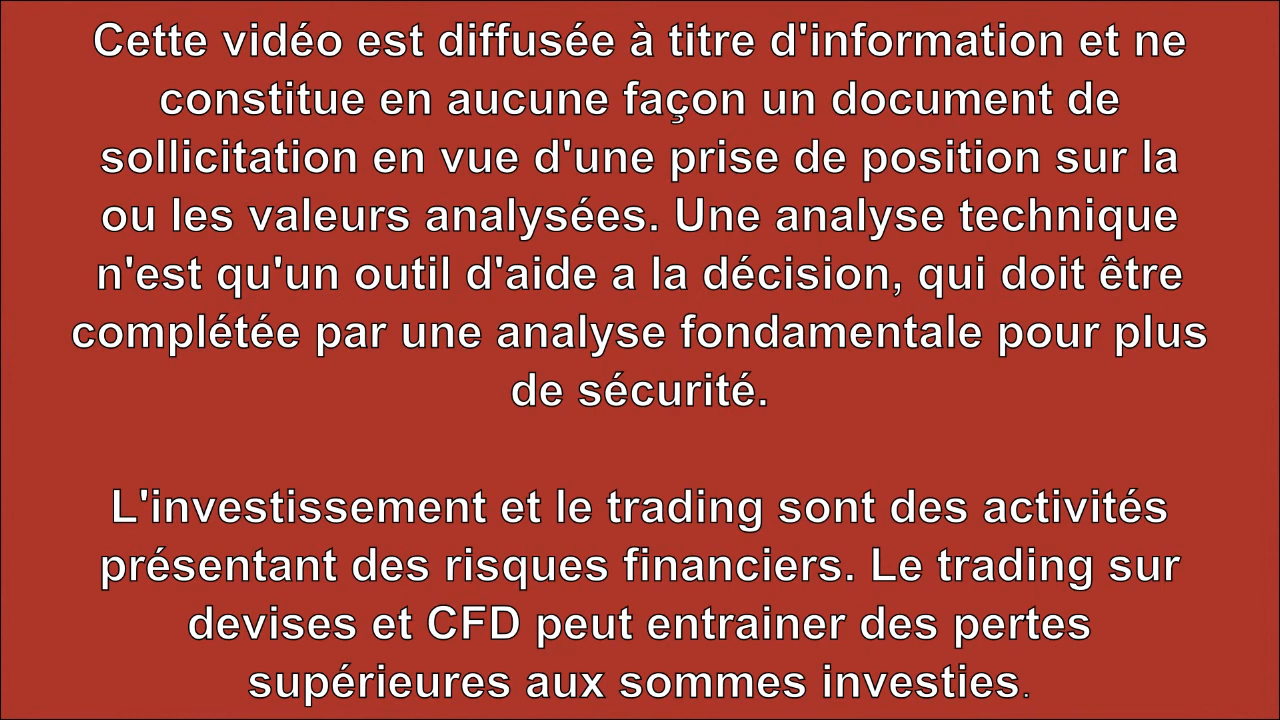 Cette vidéo est diffusée à titre d'information et ne
constitue en aucune façon un document de
sollicitation en vue d'une prise de position sur la
ou les valeurs analysées. Une analyse technique
n'est qu'un outil d'aide a la décision, qui doit être
complétée par une analyse fondamentale pour plus
de sécurité.
L'investissement et le trading sont des activités
présentant des risques financiers. Le trading sur
devises et CFD peut entrainer des pertes
supérieures aux sommes investies.